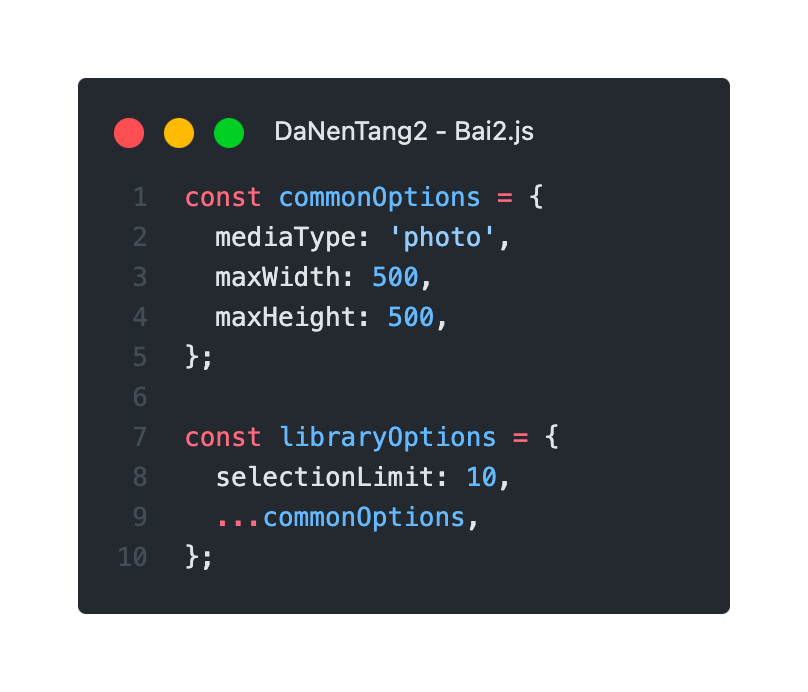 DaNenTang2 - Bai2.js
1 const commonOptions = {
2   mediaType: 'photo',
3   maxWidth: 500,
4   maxHeight: 500,
5 };
6
7 const libraryOptions = {
8   selectionLimit: 10,
9   ...commonOptions,
10 };